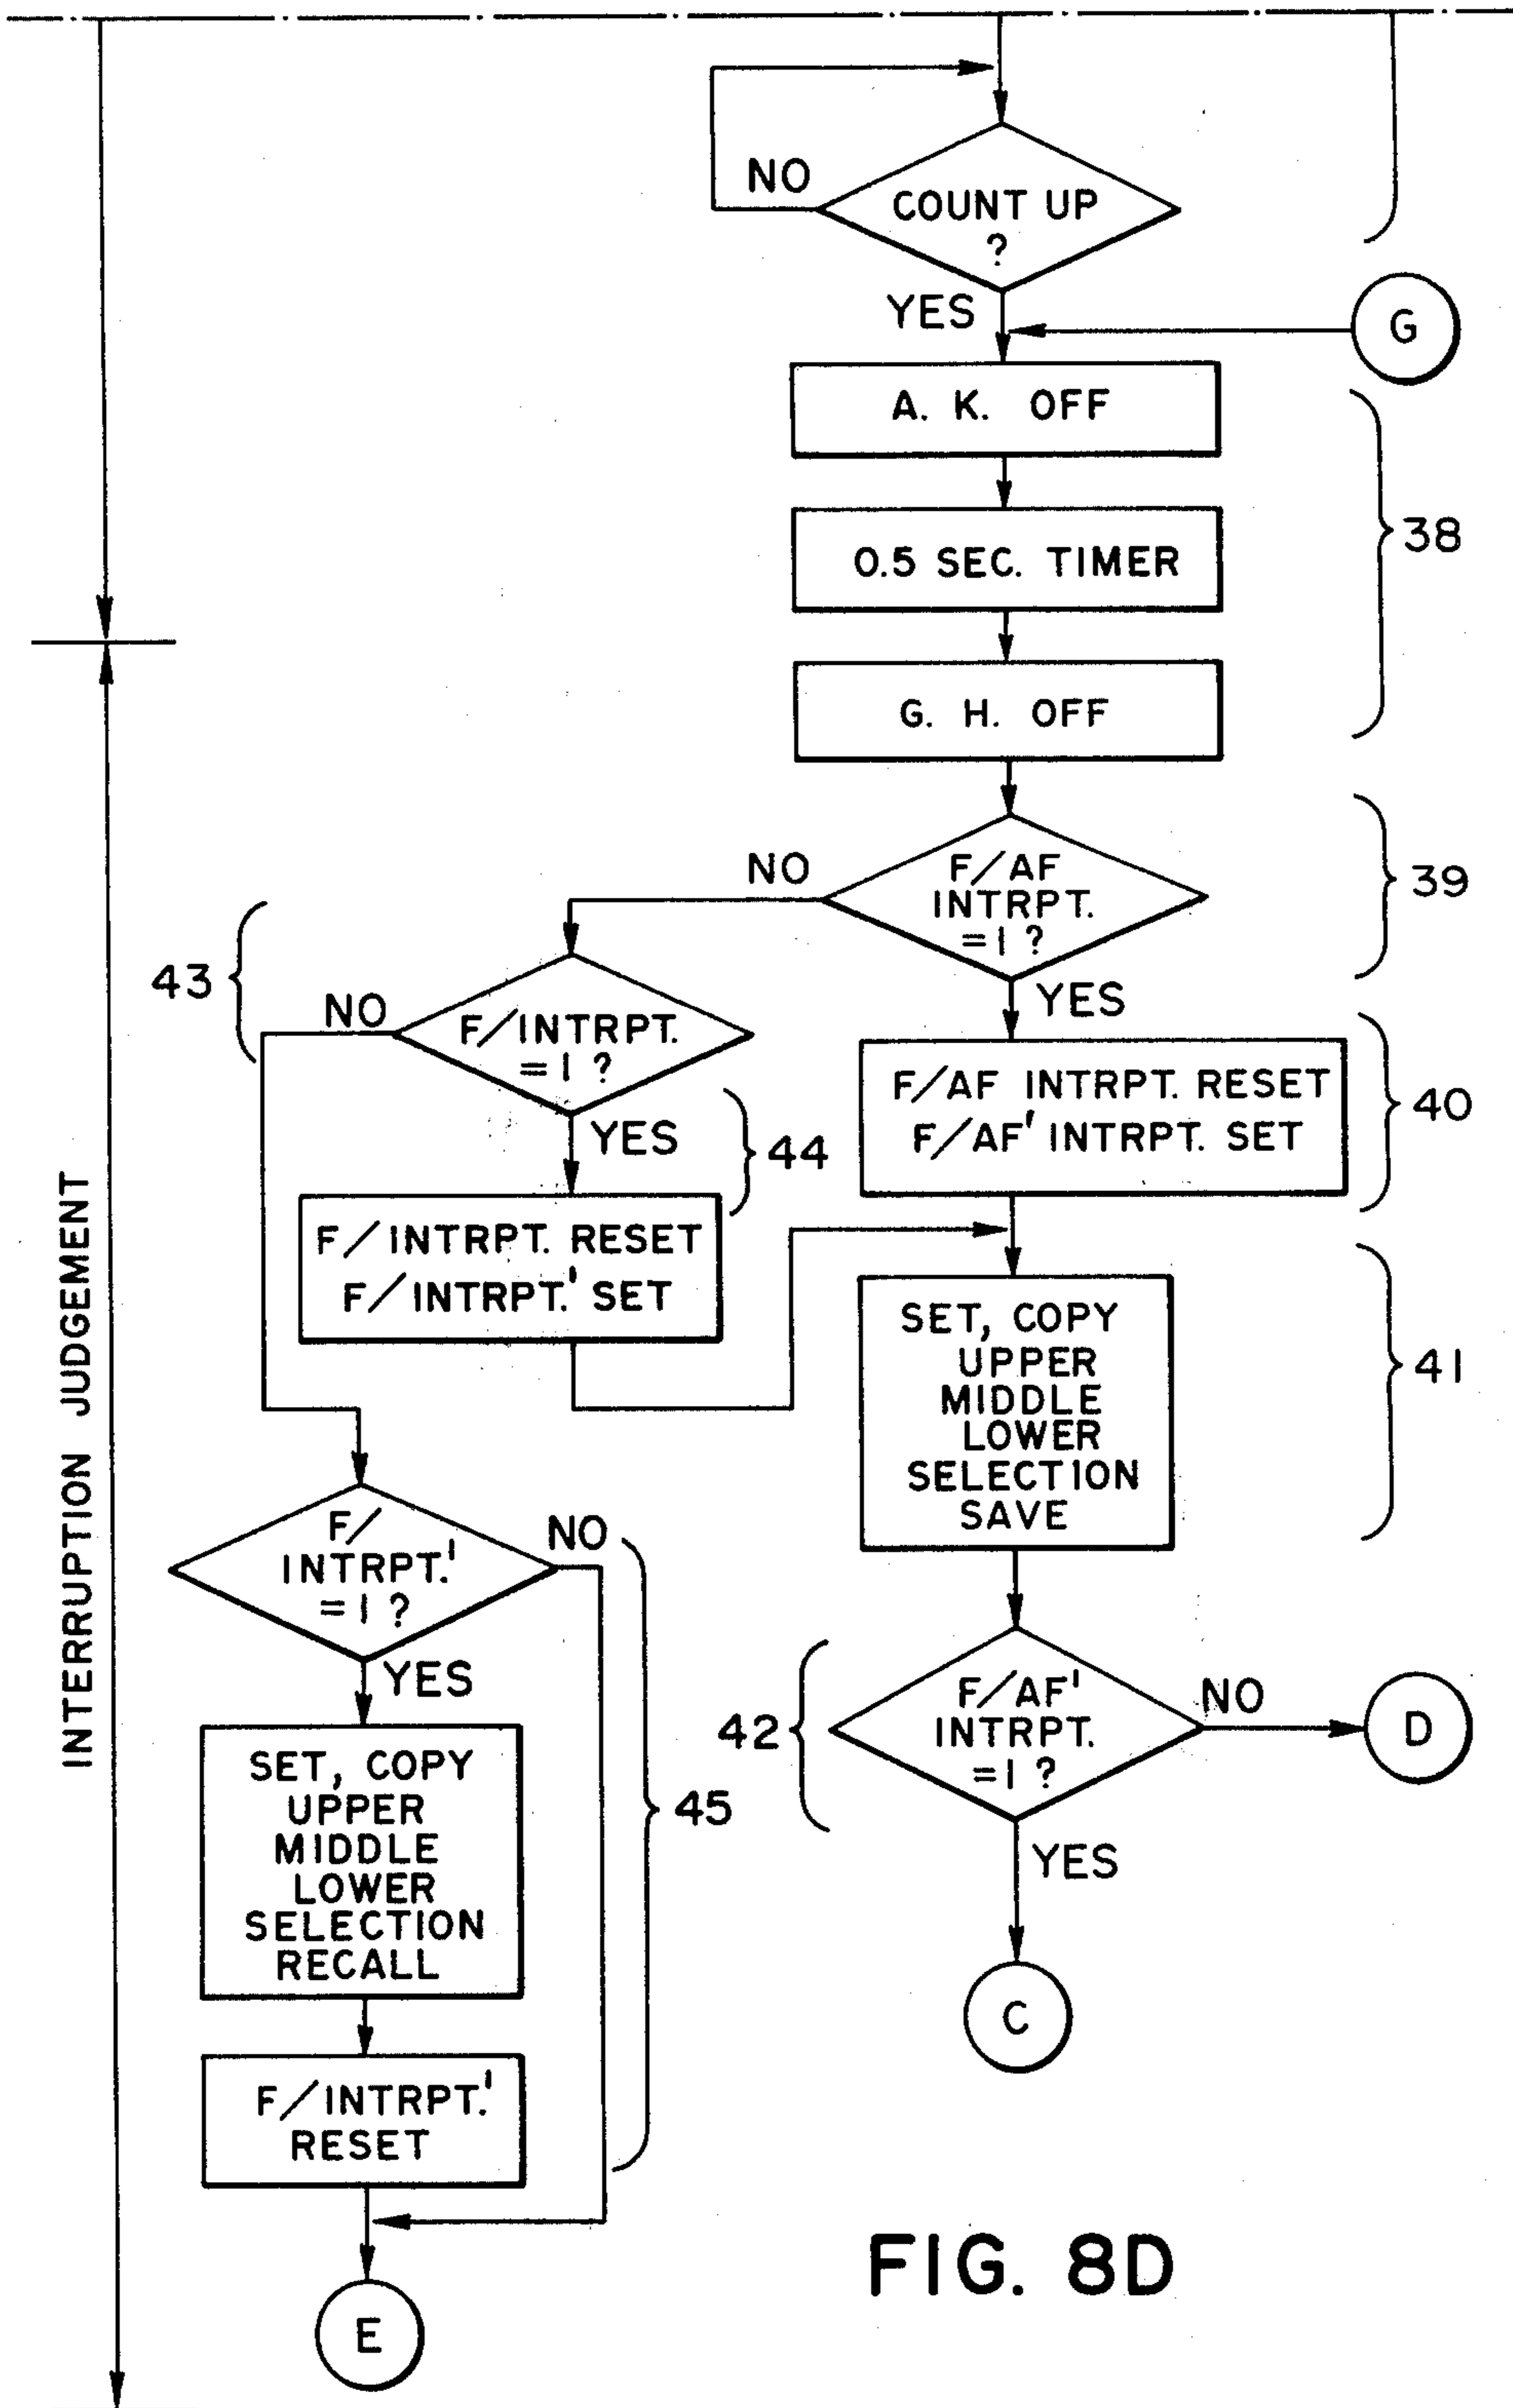 NO
COUNT UP
?
YES
G
A. K. OFF
38
0.5 SEC. TIMER
G. H. OFF
NO
F/AF
INTRPT.
=1 ?
39
YES
43
NO
F/INTRPT.
=1 ?
YES
44
F/AF INTRPT. RESET
F/AF' INTRPT. SET
40
F/INTRPT. RESET
F/INTRPT.' SET
SET, COPY
UPPER
MIDDLE
LOWER
SELECTION
SAVE
41
INTERRUPTION JUDGEMENT
F/
INTRPT.'
=1 ?
NO
YES
42
F/AF'
INTRPT.
=1 ?
NO
D
YES
C
SET, COPY
UPPER
MIDDLE
LOWER
SELECTION
RECALL
45
F/INTRPT.'
RESET
E
FIG. 8D